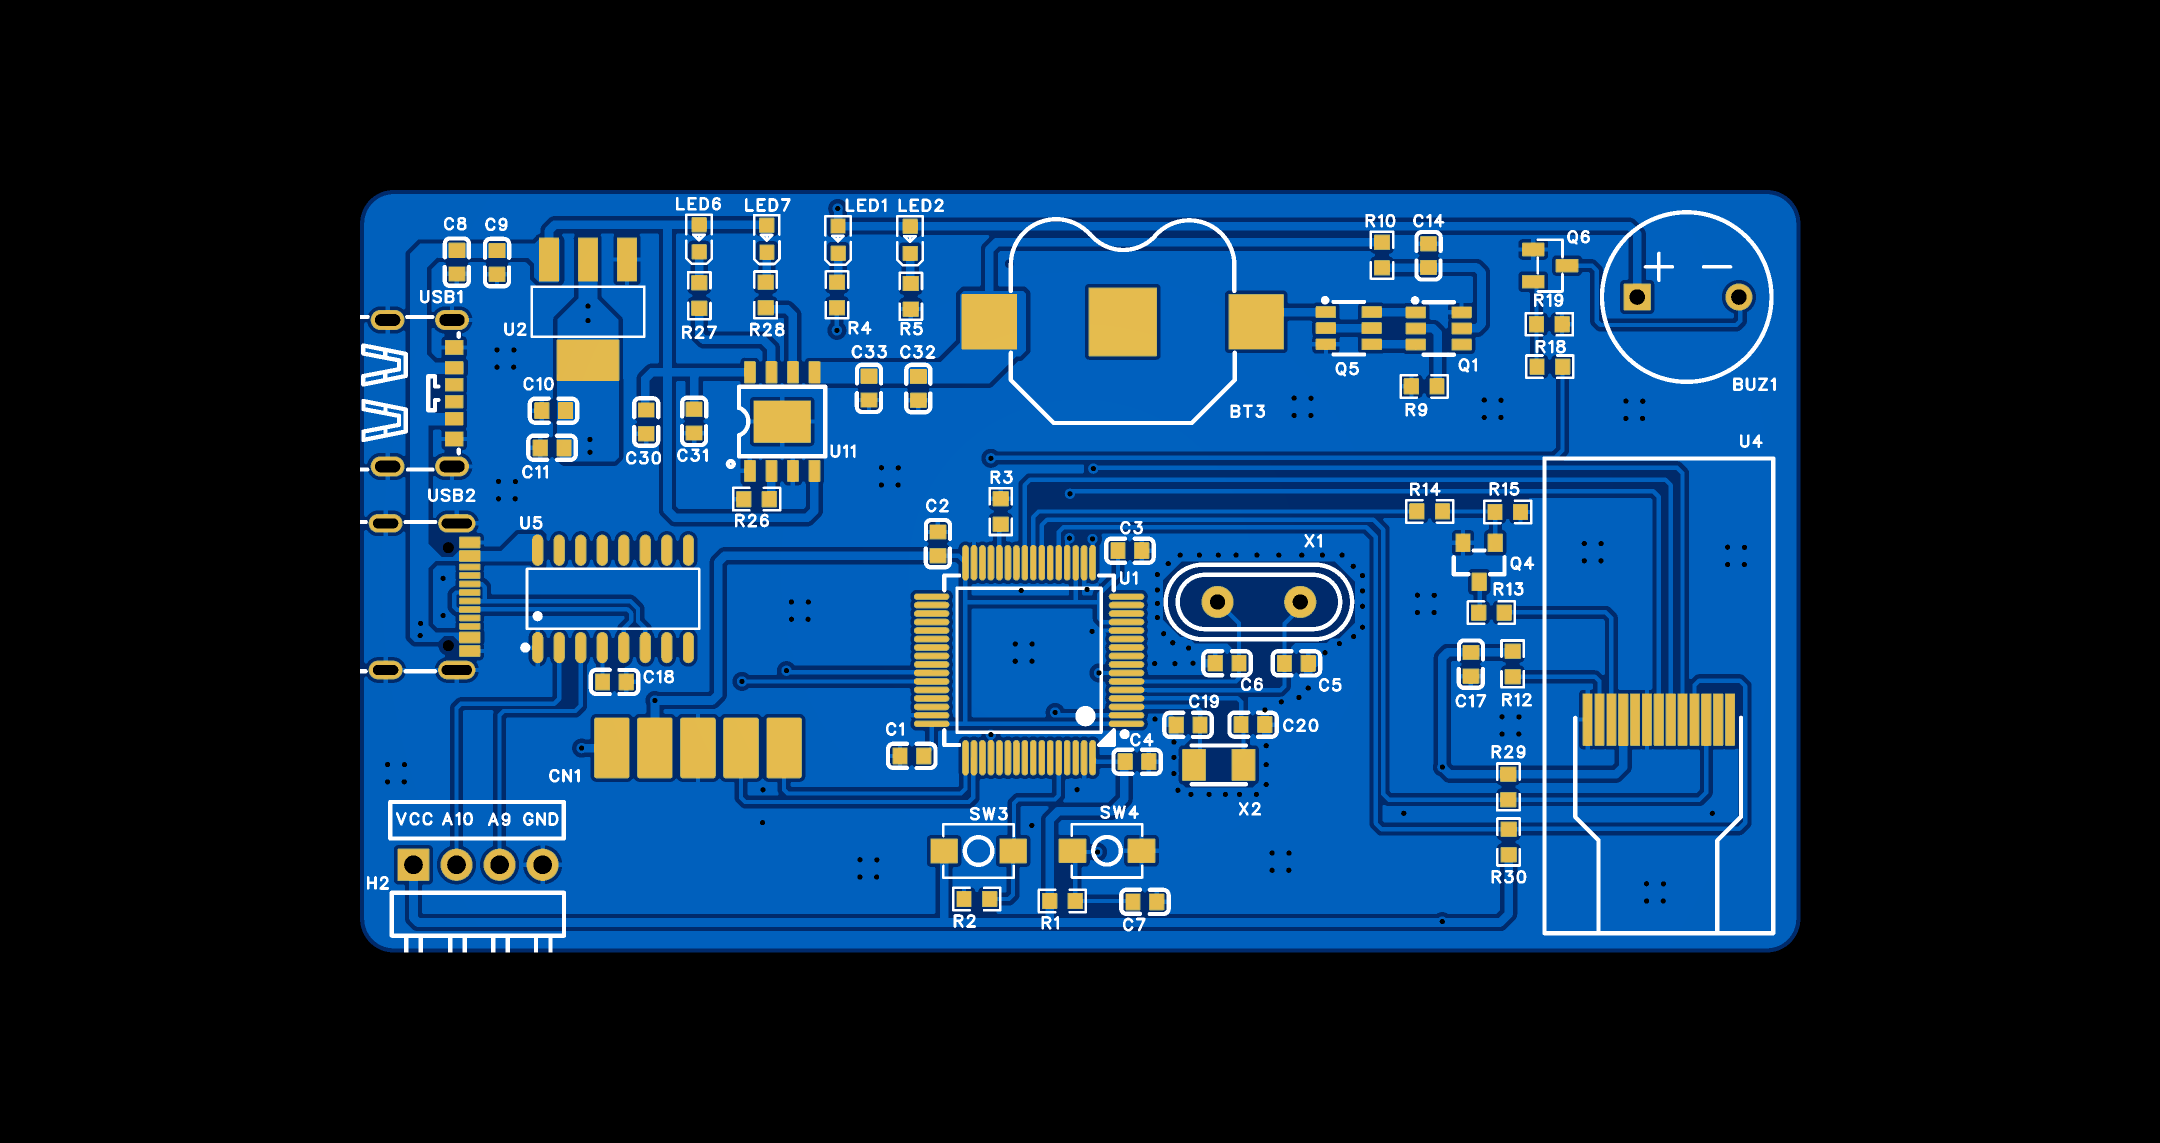 LED6 LED7 LED1 LED2
C8 C9
R10 C14
Q6
USB1
R19
U2
R27 R28 R4 R5
C33 C32
Q5 Q1
R18
C10
BUZ1
R9
BT3
U4
C11
C30 C31
U11
R3
USB2
R14 R15
C2
U5
R26
C3
X1
Q4
U1
R13
C18
C6 C5
C19
C17 R12
C1
C20
C4
CN1
R29
X2
SW3 SW4
VCC A10 A9 GND
H2
R30
R2 R1 C7
+ −